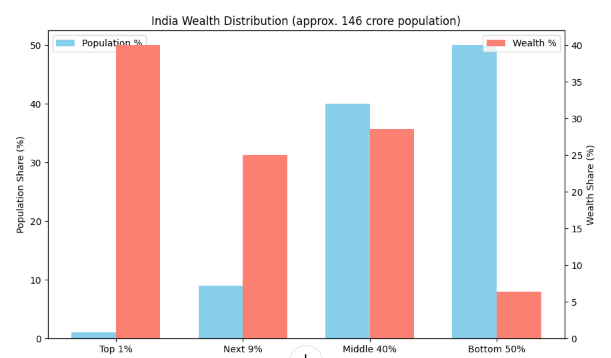 India Wealth Distribution (approx. 146 crore population)
Population %
Wealth %
50
40
30
20
10
0
Population Share (%)
40
35
30
25
20
15
10
5
0
Wealth Share (%)
Top 1%
Next 9%
Middle 40%
Bottom 50%